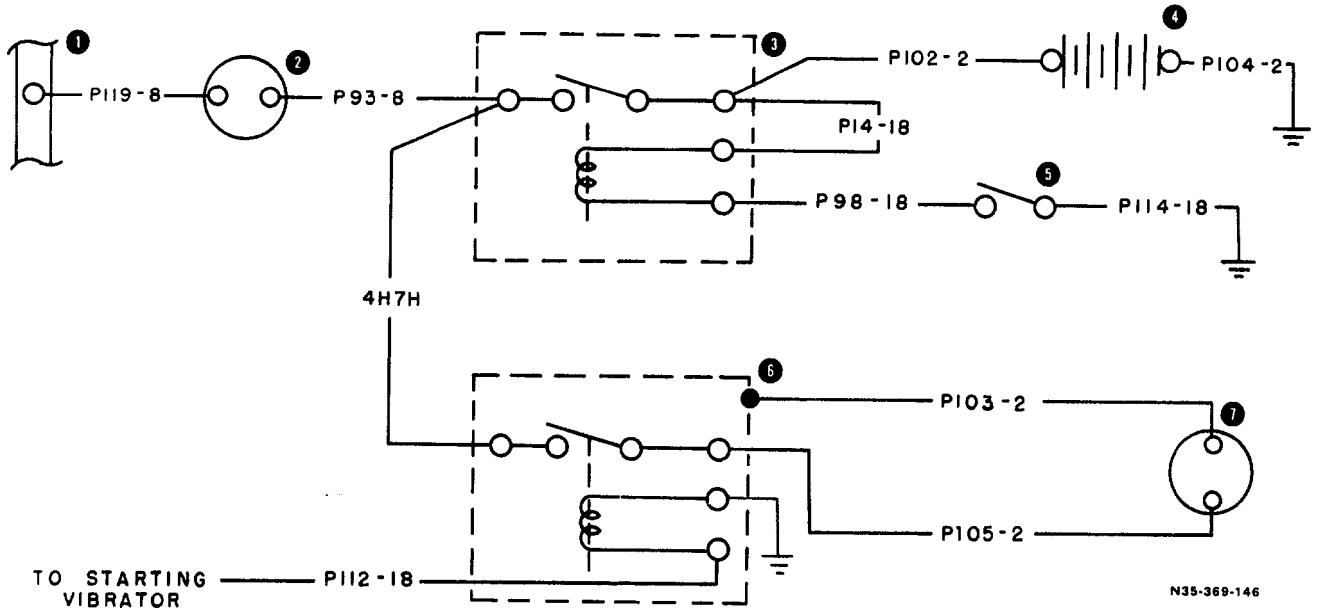 1
2
3
4
P119-8
P93-8
P102-2
P104-2
P14-18
P98-18
5
P114-18
4H7H
6
P103-2
7
P105-2
TO STARTING
VIBRATOR
P112-18
N35-369-146